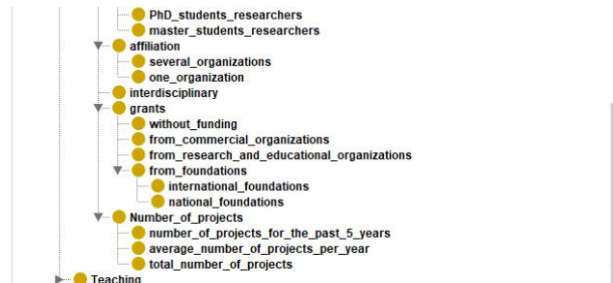 PhD_students_researchers
master_students_researchers
affiliation
several_organizations
one_organization
interdisciplinary
grants
without_funding
from_commercial_organizations
from_research_and_educational_organizations
from_foundations
international_foundations
national_foundations
Number_of_projects
number_of_projects_for_the_past_5_years
average_number_of_projects_per_year
total_number_of_projects
Teaching